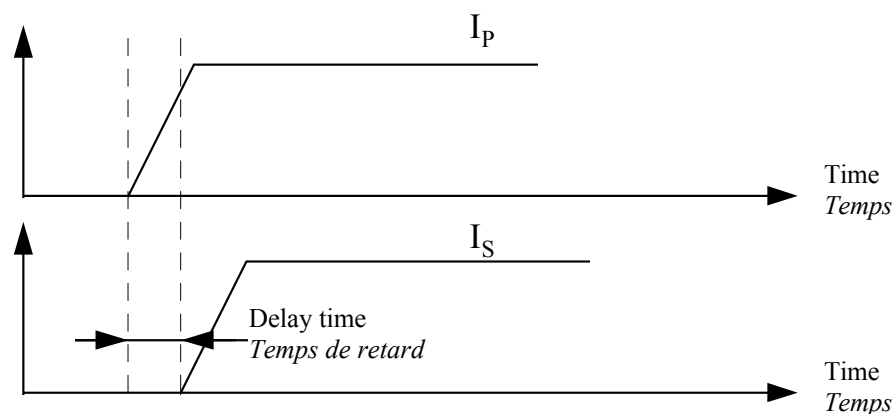 I_P
Time
Temps
I_S
Delay time
Temps de retard
Time
Temps